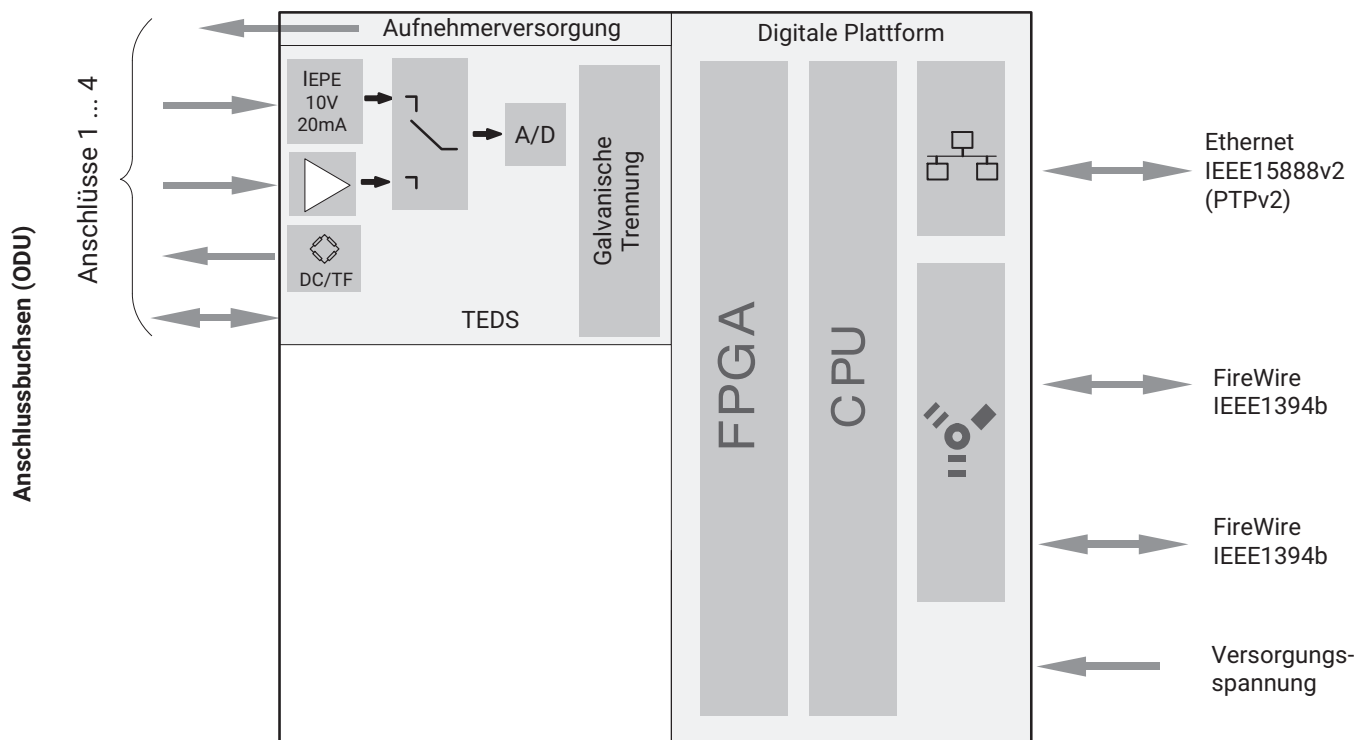 Aufnehmerversorgung
Digitale Plattform
Anschlussbuchsen (ODU)
Anschlüsse 1 ... 4
IEPE
10V
20mA
A/D
DC/TF
TEDS
Galvanische
Trennung
FPGA
CPU
Ethernet
IEEE15888v2
(PTPv2)
FireWire
IEEE1394b
FireWire
IEEE1394b
Versorgungs-
spannung